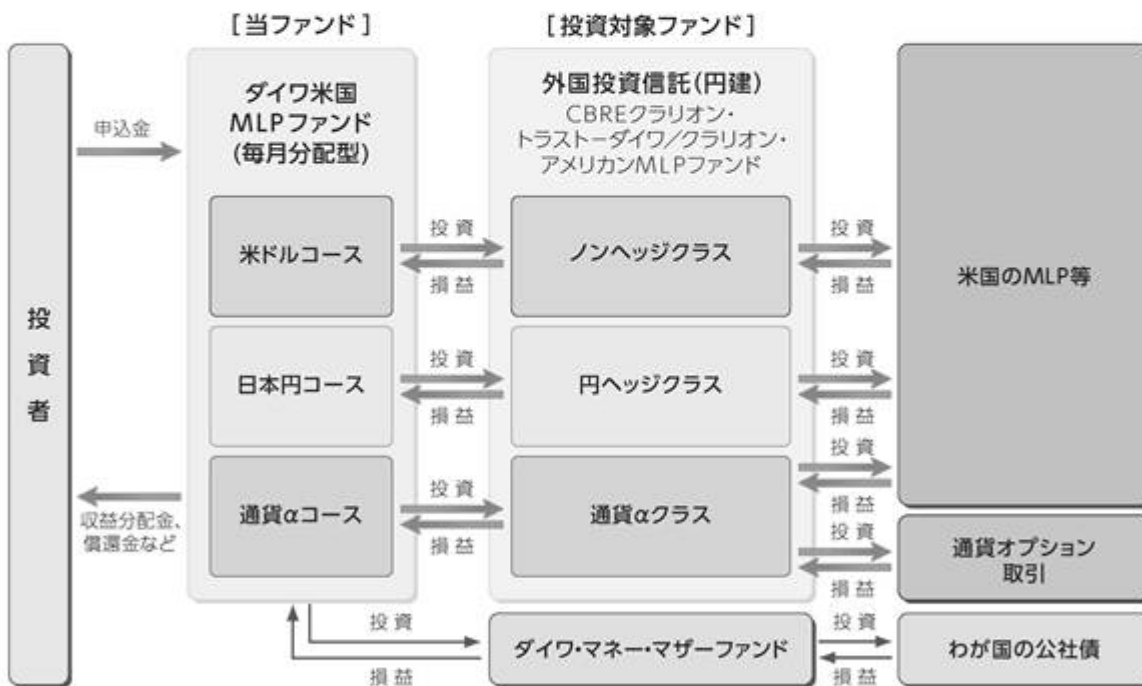 [当ファンド]
[投資対象ファンド]
投資者
申込金
収益分配金、
償還金など
ダイワ米国
MLPファンド
(毎月分配型)
米ドルコース
日本円コース
通貨αコース
投資
損益
投資
損益
投資
損益
外国投資信託(円建)
CBREクラリオン・
トラスト－ダイワ／クラリオン・
アメリカンMLPファンド
ノンヘッジクラス
円ヘッジクラス
通貨αクラス
投資
損益
投資
損益
投資
損益
投資
損益
米国のMLP等
通貨オプション
取引
投資
損益
ダイワ・マネー・マザーファンド
投資
損益
わが国の公社債